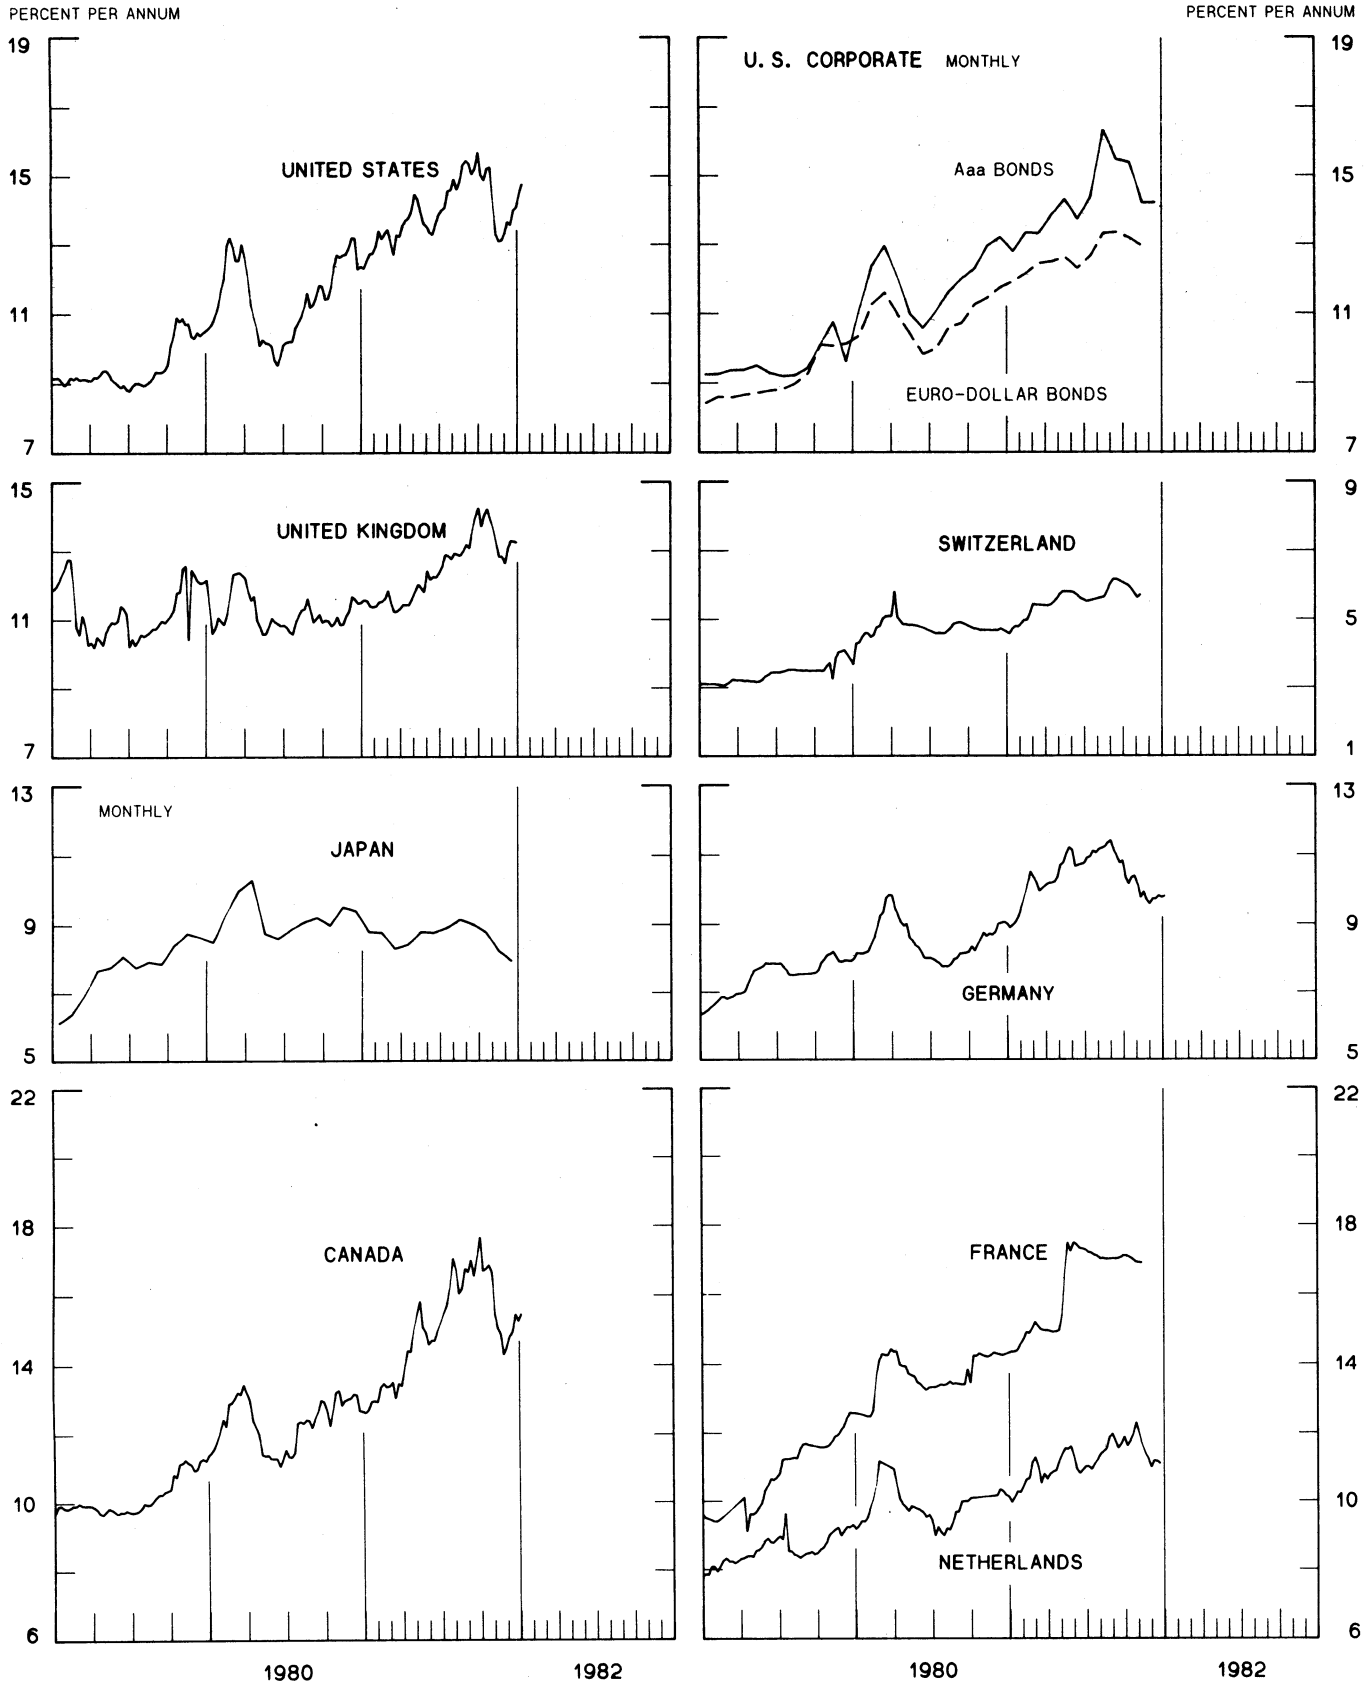 PERCENT PER ANNUM
PERCENT PER ANNUM
19
15
11
7
UNITED STATES
U. S. CORPORATE MONTHLY
Aaa BONDS
EURO-DOLLAR BONDS
19
15
11
7
15
11
7
UNITED KINGDOM
SWITZERLAND
9
5
1
13
9
5
MONTHLY
JAPAN
GERMANY
13
9
5
22
18
14
10
6
CANADA
FRANCE
NETHERLANDS
22
18
14
10
6
1980
1982
1980
1982